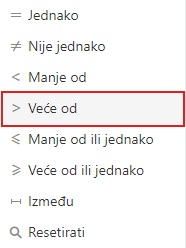 = Jednako
≠ Nije jednako
< Manje od
> Veće od
⩽ Manje od ili jednako
⩾ Veće od ili jednako
↔ Između
Resetirati